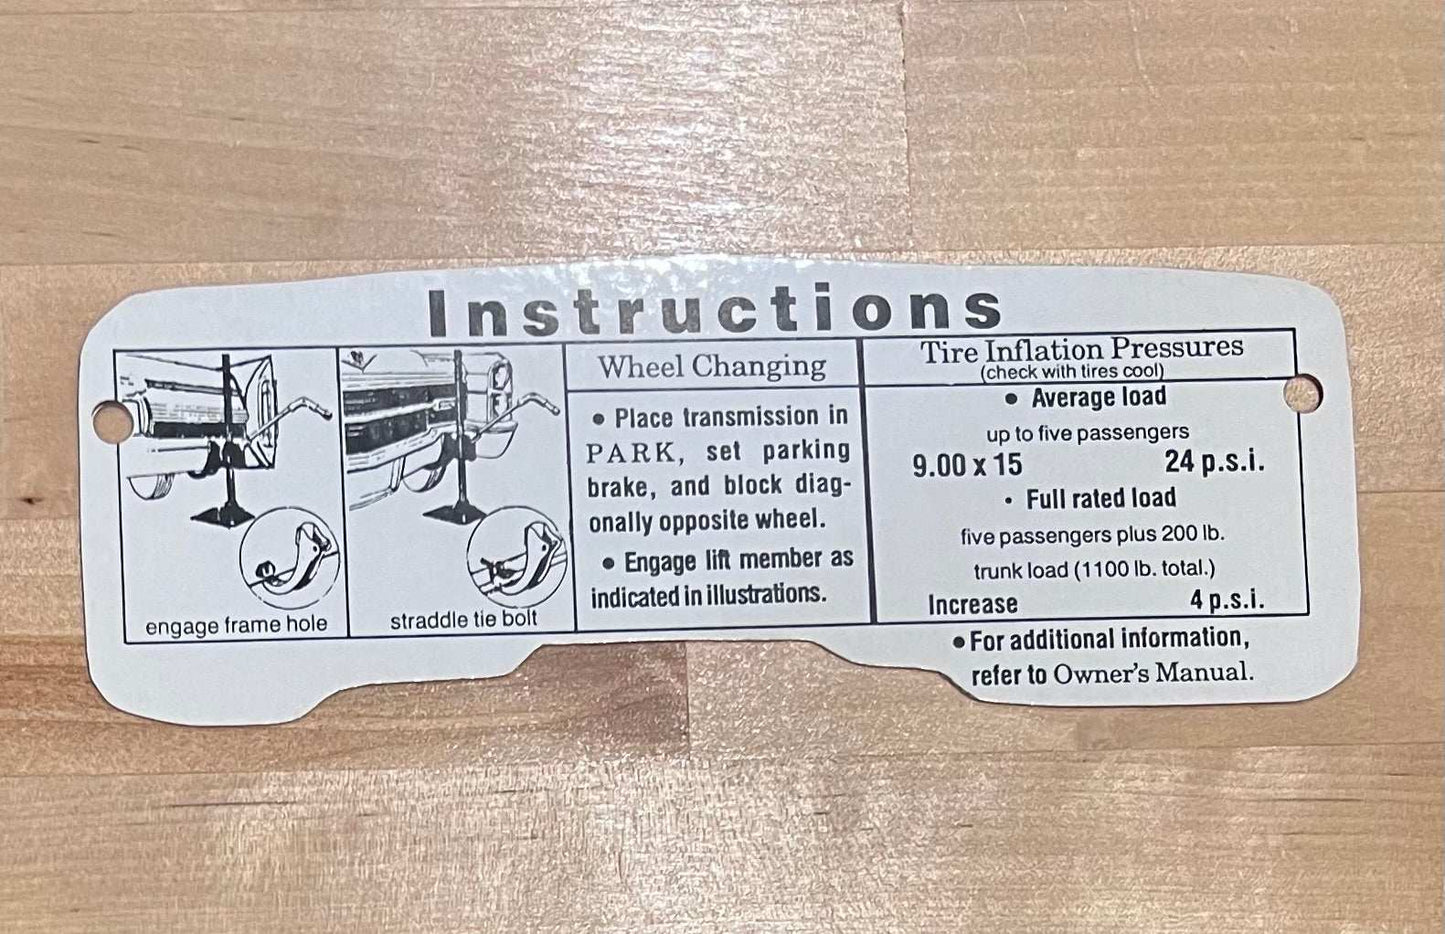 Instructions
engage frame hole
straddle tie bolt
Wheel Changing
• Place transmission in
PARK, set parking
brake, and block diag-
onally opposite wheel.
• Engage lift member as
indicated in illustrations.
Tire Inflation Pressures
(check with tires cool)
• Average load
up to five passengers
9.00 x 15 24 p.s.i.
• Full rated load
five passengers plus 200 lb.
trunk load (1100 lb. total.)
Increase 4 p.s.i.
• For additional information,
refer to Owner's Manual.